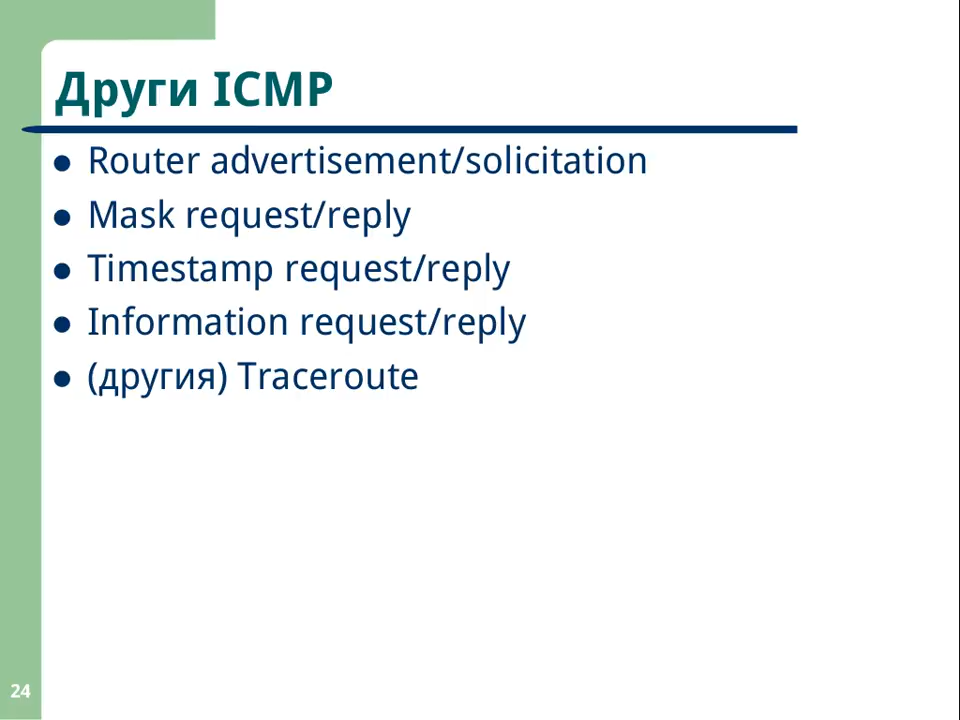 Други ICMP
Router advertisement/solicitation
Mask request/reply
Timestamp request/reply
Information request/reply
(другия) Traceroute
24